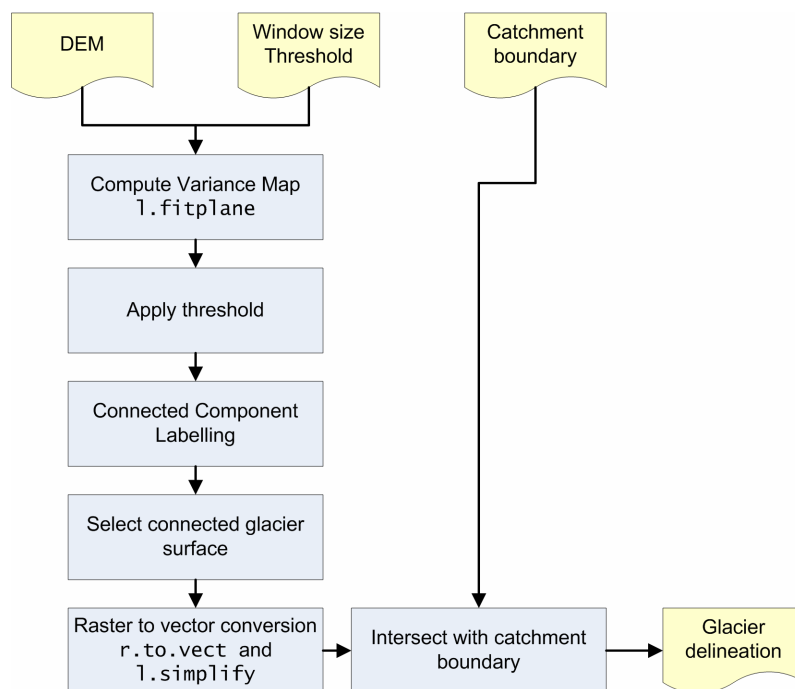 DEM
Window size
Threshold
Catchment
boundary
Compute Variance Map
l.fitplane
Apply threshold
Connected Component
Labelling
Select connected glacier
surface
Raster to vector conversion
r.to.vect and
l.simplify
Intersect with catchment
boundary
Glacier
delineation